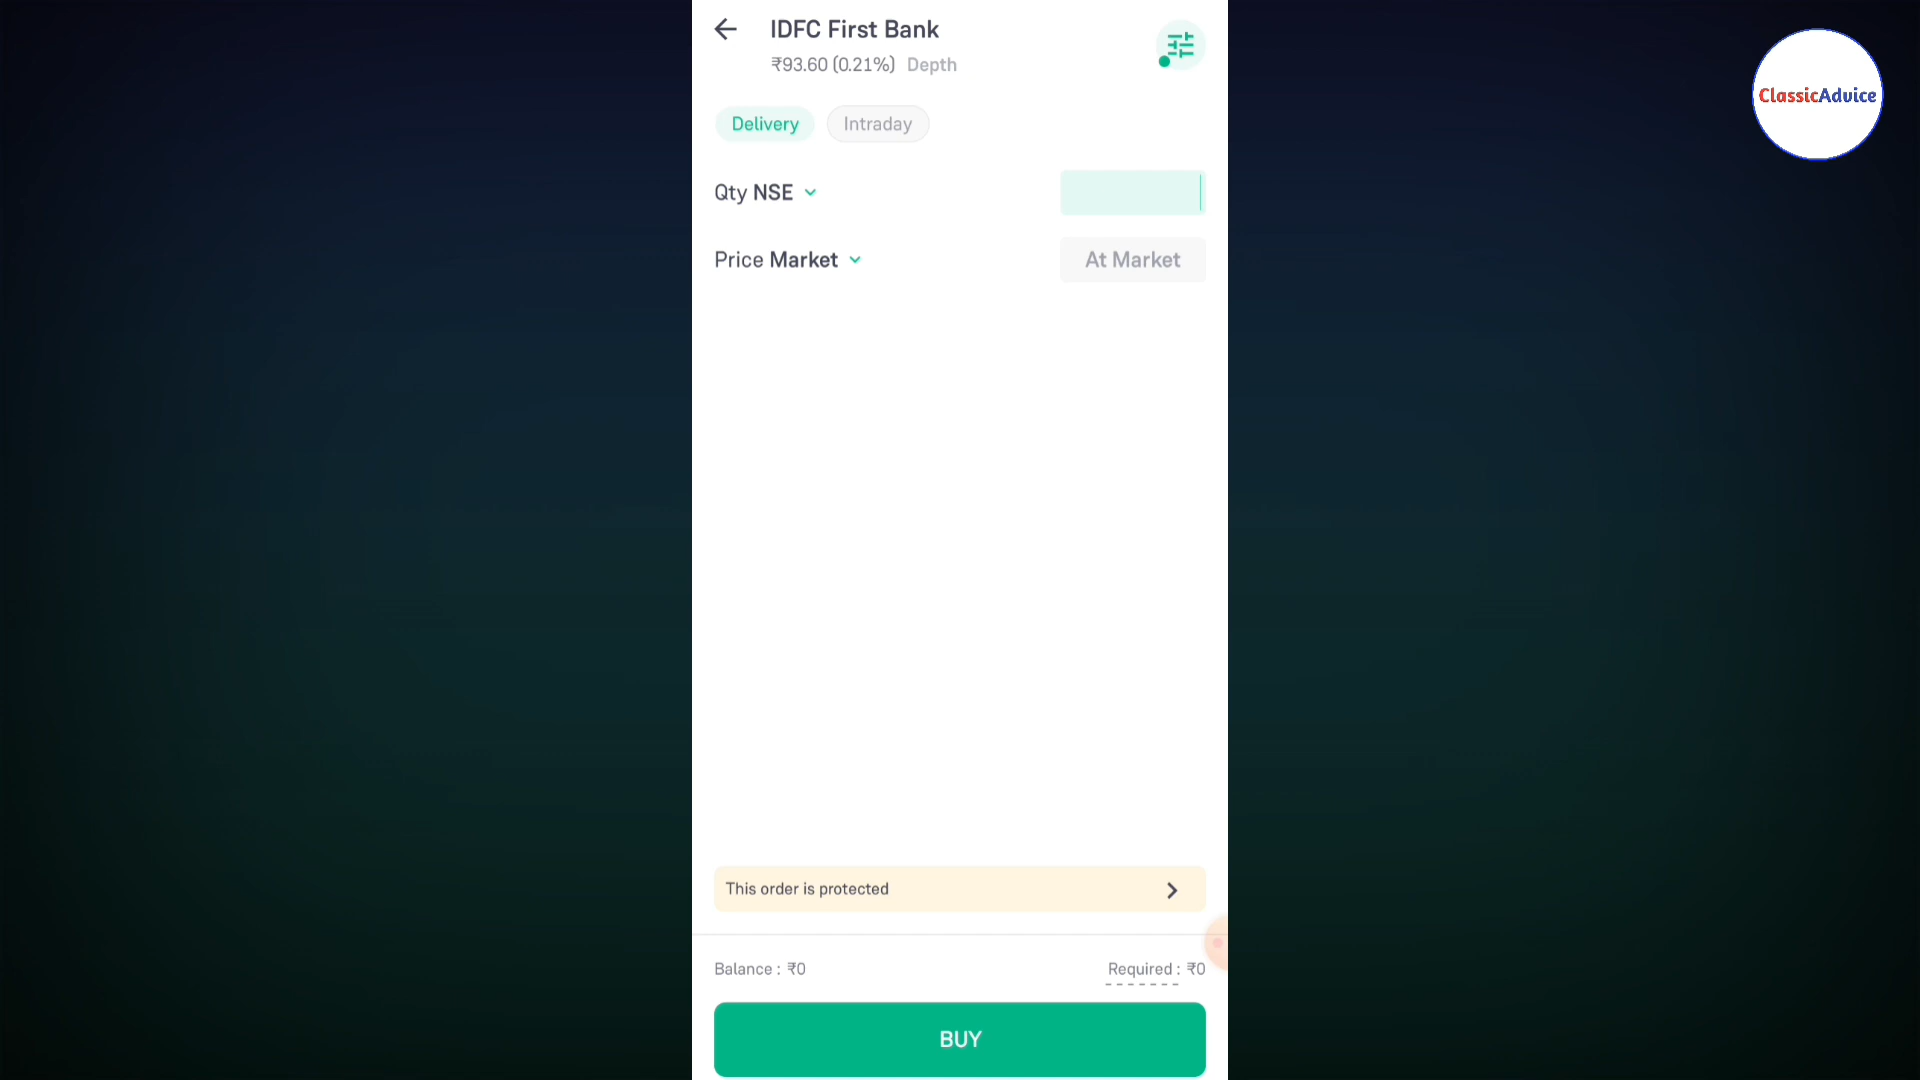 IDFC First Bank
₹93.60 (0.21%) Depth
ClassicAdvice
Delivery Intraday
Qty NSE
Price Market At Market
This order is protected
Balance : ₹0 Required : ₹0
BUY